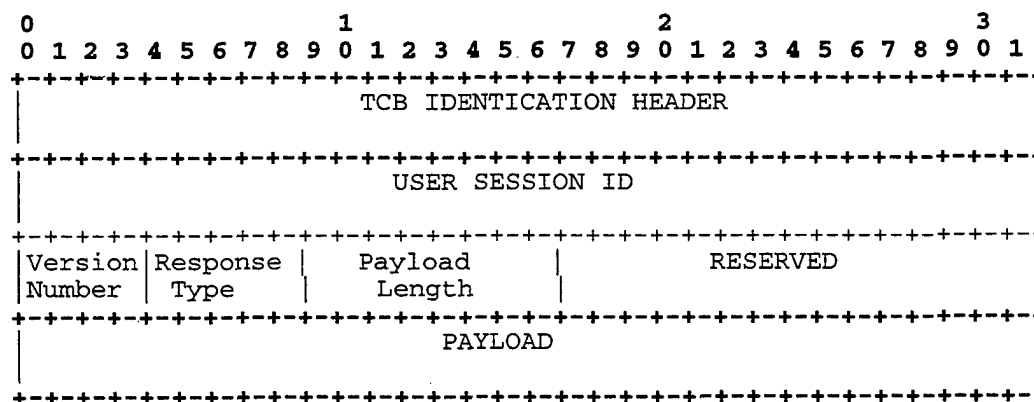 0 1 2 3
0 1 2 3 4 5 6 7 8 9 0 1 2 3 4 5 6 7 8 9 0 1 2 3 4 5 6 7 8 9 0 1
+-+-+-+-+-+-+-+-+-+-+-+-+-+-+-+-+-+-+-+-+-+-+-+-+-+-+-+-+-+-+-+-
TCB IDENTICATION HEADER
+-+-+-+-+-+-+-+-+-+-+-+-+-+-+-+-+-+-+-+-+-+-+-+-+-+-+-+-+-+-+-+-
USER SESSION ID
+-+-+-+-+-+-+-+-+-+-+-+-+-+-+-+-+-+-+-+-+-+-+-+-+-+-+-+-+-+-+-+-
|Version|Response | Payload | RESERVED
|Number | Type | Length |
+-+-+-+-+-+-+-+-+-+-+-+-+-+-+-+-+-+-+-+-+-+-+-+-+-+-+-+-+-+-+-+-
PAYLOAD
+-+-+-+-+-+-+-+-+-+-+-+-+-+-+-+-+-+-+-+-+-+-+-+-+-+-+-+-+-+-+-+-